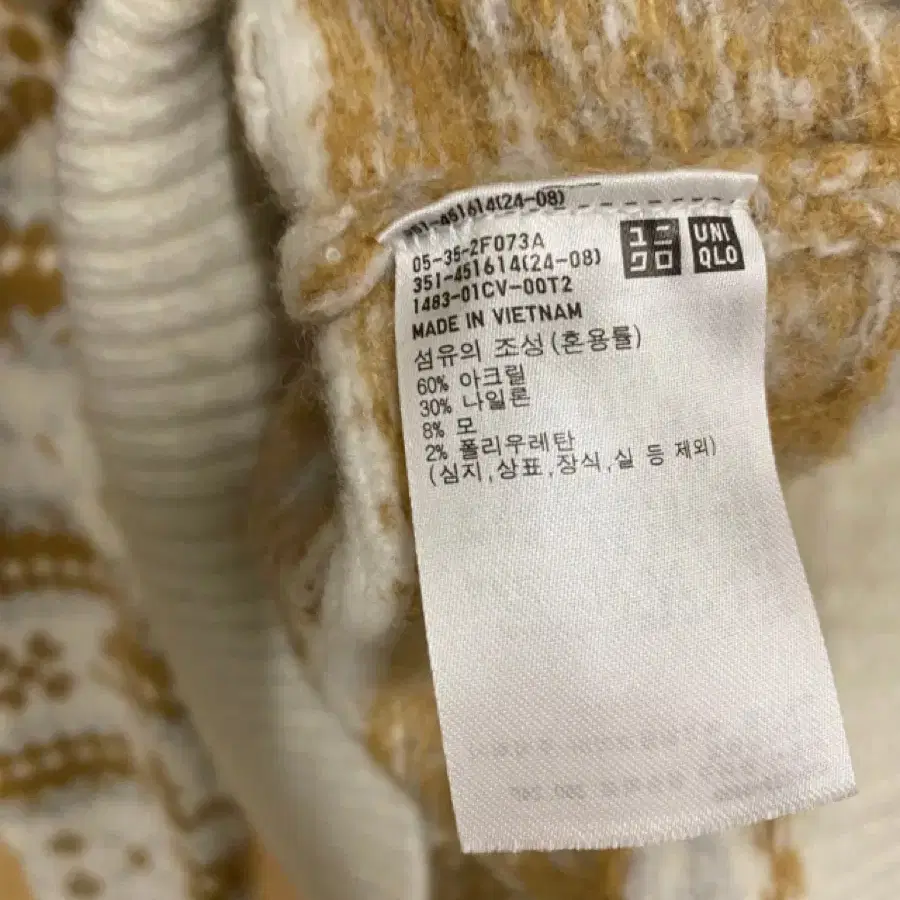 351-451614(24-08)
05-35-2F073A
351-451614(24-08)
1483-01CV-00T2
ユニクロ
UNIQLO
MADE IN VIETNAM
섬유의 조성(혼용률)
60% 아크릴
30% 나일론
8% 모
2% 폴리우레탄
(심지,상표,장식,실 등 제외)